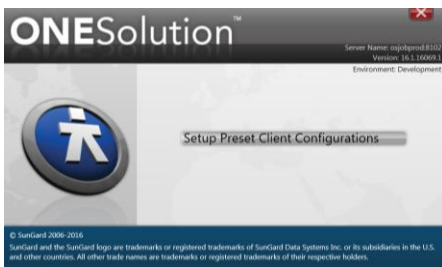 ONESolution™
Server Name: osjobprod:8102
Version: 16.1.16069.1
Environment: Development
Setup Preset Client Configurations
© SunGard 2006-2016
SunGard and the SunGard logo are trademarks or registered trademarks of SunGard Data Systems Inc. or its subsidiaries in the U.S.
and other countries. All other trade names are trademarks or registered trademarks of their respective holders.